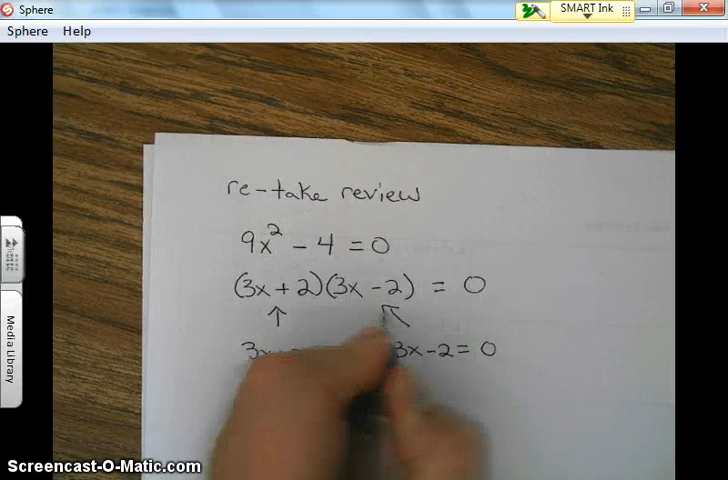 Sphere
SMART Ink
Sphere Help
Media Library
re-take review
9x² - 4 = 0
(3x + 2)(3x - 2) = 0
3x 3x - 2 = 0
Screencast-O-Matic.com